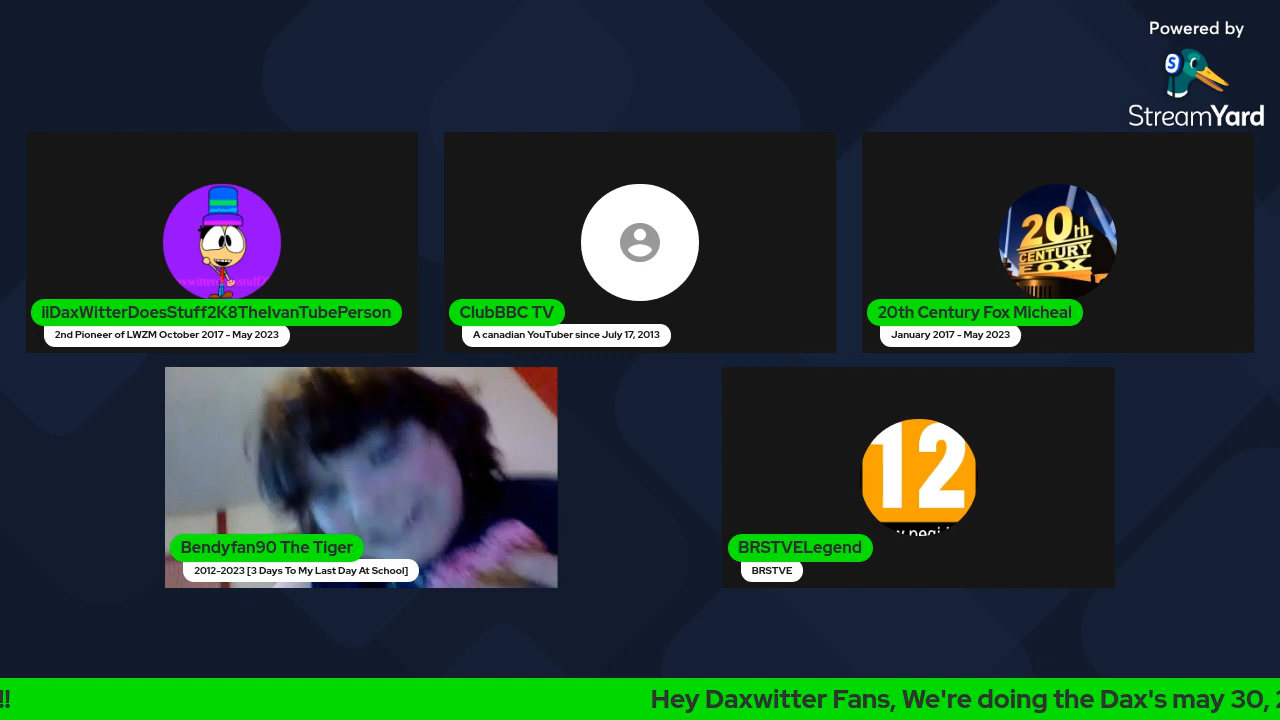 Powered by
S
StreamYard
iiDaxWitterDoesStuff2K8TheIvanTubePerson
2nd Pioneer of LWZM October 2017 - May 2023
ClubBBC TV
A canadian YouTuber since July 17, 2013
20th
CENTURY
FOX
20th Century Fox Micheal
January 2017 - May 2023
Bendyfan90 The Tiger
2012-2023 [3 Days To My Last Day At School]
12
BRSTVELegend
BRSTVE
!! Hey Daxwitter Fans, We're doing the Dax's may 30,